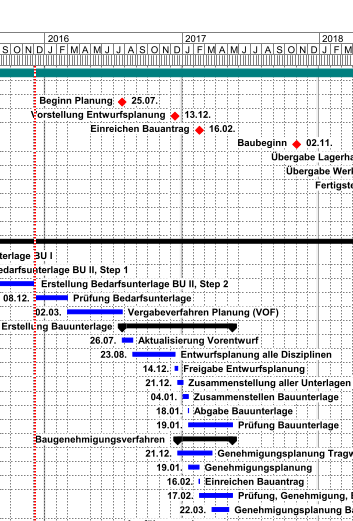 2016 2017 2018
S O N D J F M A M J J A S O N D J F M A M J J A S O N D J F M
Beginn Planung 25.07.
Vorstellung Entwurfsplanung 13.12.
Einreichen Bauantrag 16.02.
Baubeginn 02.11.
Übergabe Lagerha
Übergabe Werk
Fertigste
terlage BU I
edarfsunterlage BU II, Step 1
Erstellung Bedarfsunterlage BU II, Step 2
08.12. Prüfung Bedarfsunterlage
02.03. Vergabeverfahren Planung (VOF)
Erstellung Bauunterlage
26.07. Aktualisierung Vorentwurf
23.08. Entwurfsplanung alle Disziplinen
14.12. Freigabe Entwurfsplanung
21.12. Zusammenstellung aller Unterlagen
04.01. Zusammenstellen Bauunterlage
18.01. Abgabe Bauunterlage
19.01 Prüfung Bauunterlage
Baugenehmigungsverfahren
21.12. Genehmigungsplanung Tragw
19.01. Genehmigungsplanung
16.02. Einreichen Bauantrag
17.02. Prüfung, Genehmigung, 
22.03. Genehmigungsplanung Ba